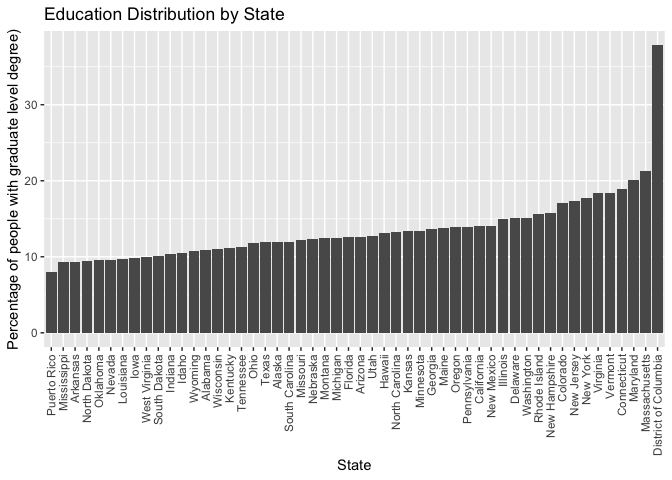 Education Distribution by State
Percentage of people with graduate level degree)
30
20
10
0
Puerto Rico
Mississippi
Arkansas
North Dakota
Oklahoma
Nevada
Louisiana
Iowa
West Virginia
South Dakota
Indiana
Idaho
Wyoming
Alabama
Wisconsin
Kentucky
Tennessee
Ohio
Texas
Alaska
South Carolina
Missouri
Nebraska
Montana
Michigan
Florida
Arizona
Utah
Hawaii
North Carolina
Kansas
Minnesota
Georgia
Maine
Oregon
Pennsylvania
California
New Mexico
Illinois
Delaware
Washington
Rhode Island
New Hampshire
Colorado
New Jersey
New York
Virginia
Vermont
Connecticut
Maryland
Massachusetts
District of Columbia
State